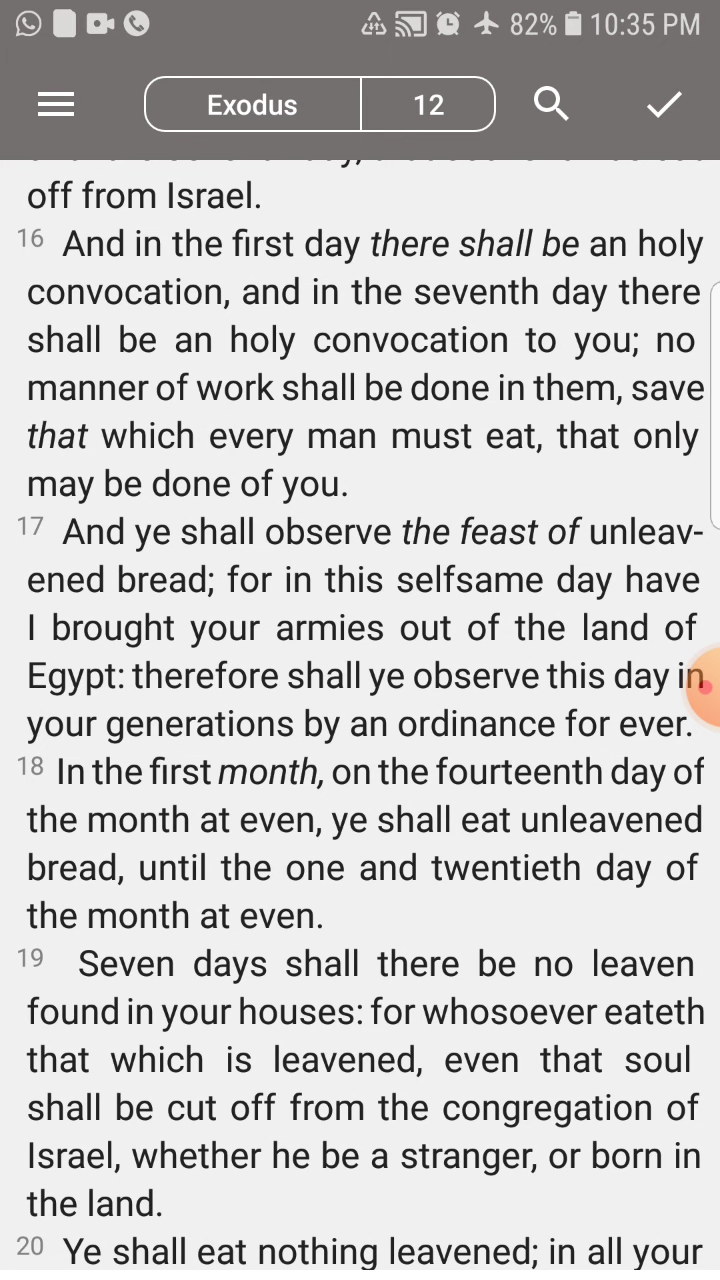 82% 10:35 PM
Exodus 12
off from Israel.
16 And in the first day there shall be an holy
convocation, and in the seventh day there
shall be an holy convocation to you; no
manner of work shall be done in them, save
that which every man must eat, that only
may be done of you.
17 And ye shall observe the feast of unleav-
ened bread; for in this selfsame day have
I brought your armies out of the land of
Egypt: therefore shall ye observe this day in
your generations by an ordinance for ever.
18 In the first month, on the fourteenth day of
the month at even, ye shall eat unleavened
bread, until the one and twentieth day of
the month at even.
19 Seven days shall there be no leaven
found in your houses: for whosoever eateth
that which is leavened, even that soul
shall be cut off from the congregation of
Israel, whether he be a stranger, or born in
the land.
20 Ye shall eat nothing leavened; in all your